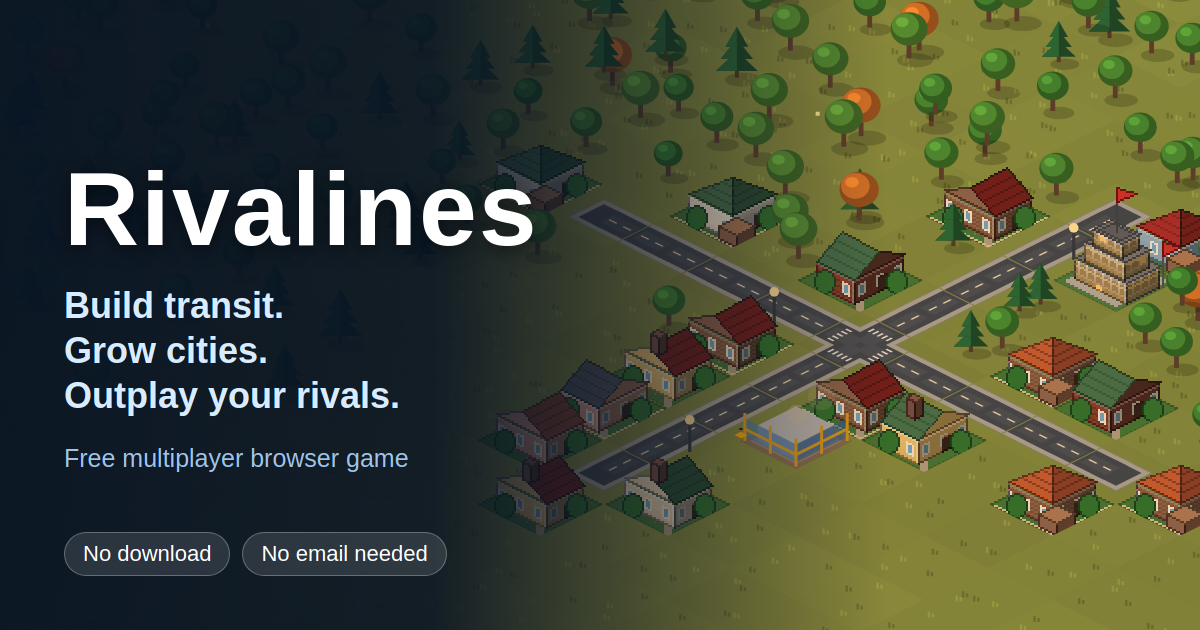 Rivalines
Build transit.
Grow cities.
Outplay your rivals.
Free multiplayer browser game
No download
No email needed